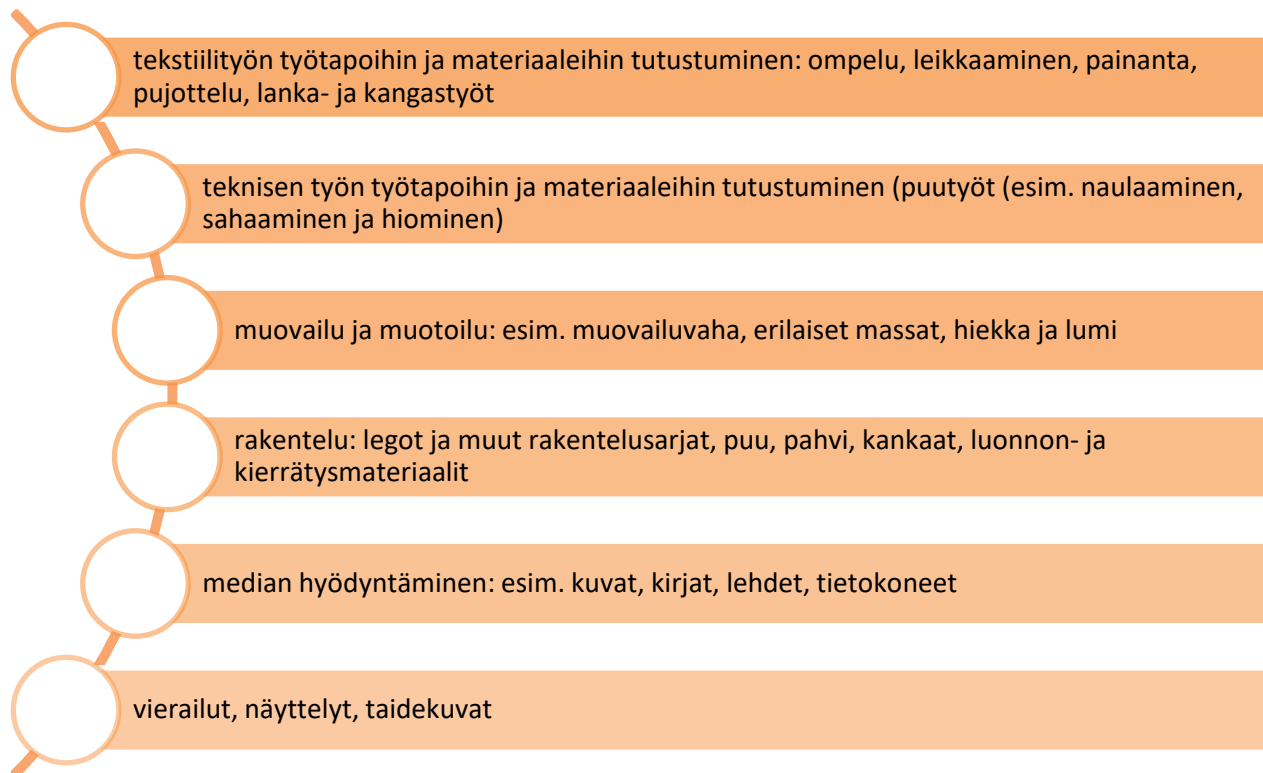 tekstiilityön työtapoihin ja materiaaleihin tutustuminen: ompelu, leikkaaminen, painanta,
pujottelu, lanka- ja kangastyöt
teknisen työn työtapoihin ja materiaaleihin tutustuminen (puutyöt (esim. naulaaminen,
sahaaminen ja hiominen)
muovailu ja muotoilu: esim. muovailuvaha, erilaiset massat, hiekka ja lumi
rakentelu: legot ja muut rakentelusarjat, puu, pahvi, kankaat, luonnon- ja
kierrätysmateriaalit
median hyödyntäminen: esim. kuvat, kirjat, lehdet, tietokoneet
vierailut, näyttelyt, taidekuvat